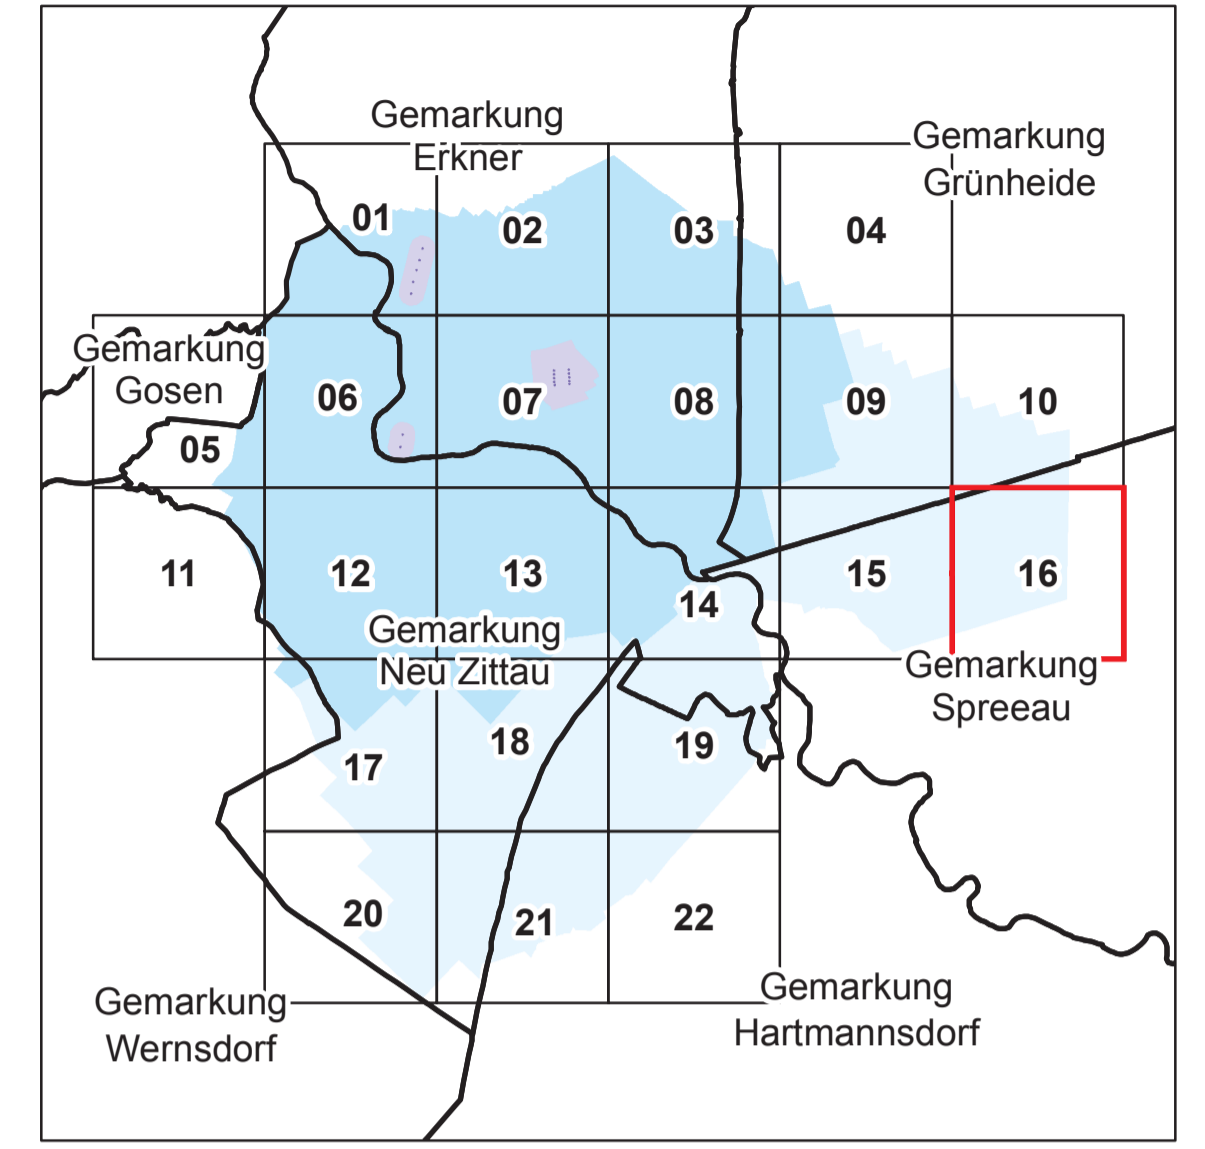 Gemarkung
Erkner
Gemarkung
Grünheide
01
02
03
04
Gemarkung
Gosen
05
06
07
08
09
10
11
12
13
14
15
16
Gemarkung
Neu Zittau
Gemarkung
Spreeau
17
18
19
20
21
22
Gemarkung
Wernsdorf
Gemarkung
Hartmannsdorf